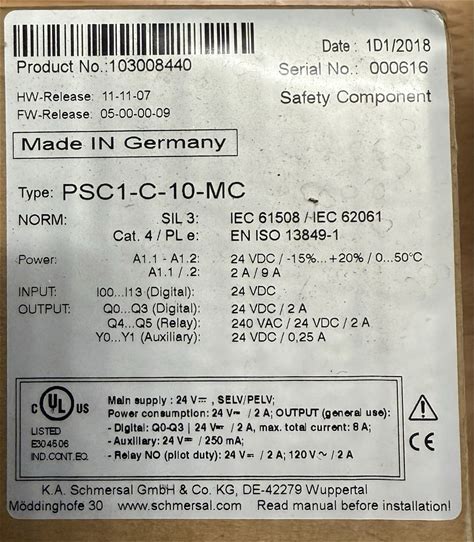 Date : 1D1/2018
Product No.:103008440
Serial No.: 000616
HW-Release: 11-11-07
Safety Component
FW-Release: 05-00-00-09
Made IN Germany
Type: PSC1-C-10-MC
NORM: SIL 3: IEC 61508 / IEC 62061
Cat. 4 / PL e: EN ISO 13849-1
Power: A1.1 - A1.2: 24 VDC / -15%...+20% / 0...50°C
A1.1 / .2: 2 A / 9 A
INPUT: I00...I13 (Digital): 24 VDC
OUTPUT: Q0...Q3 (Digital): 24 VDC / 2 A
Q4...Q5 (Relay): 240 VAC / 24 VDC / 2 A
Y0...Y1 (Auxiliary): 24 VDC / 0,25 A
C UL US
LISTED
E304506
IND.CONT.EQ.
Main supply : 24 V⎓ , SELV/PELV;
Power consumption: 24 V⎓ / 2 A; OUTPUT (general use):
- Digital: Q0-Q3 | 24 V⎓ / 2 A, max. total current: 8 A;
- Auxiliary: 24 V⎓ / 250 mA;
- Relay NO (pilot duty): 24 V⎓ / 2 A; 120 V~ / 2 A
CE
K.A. Schmersal GmbH & Co. KG, DE-42279 Wuppertal
Möddinghofe 30 www.schmersal.com Read manual before installation!